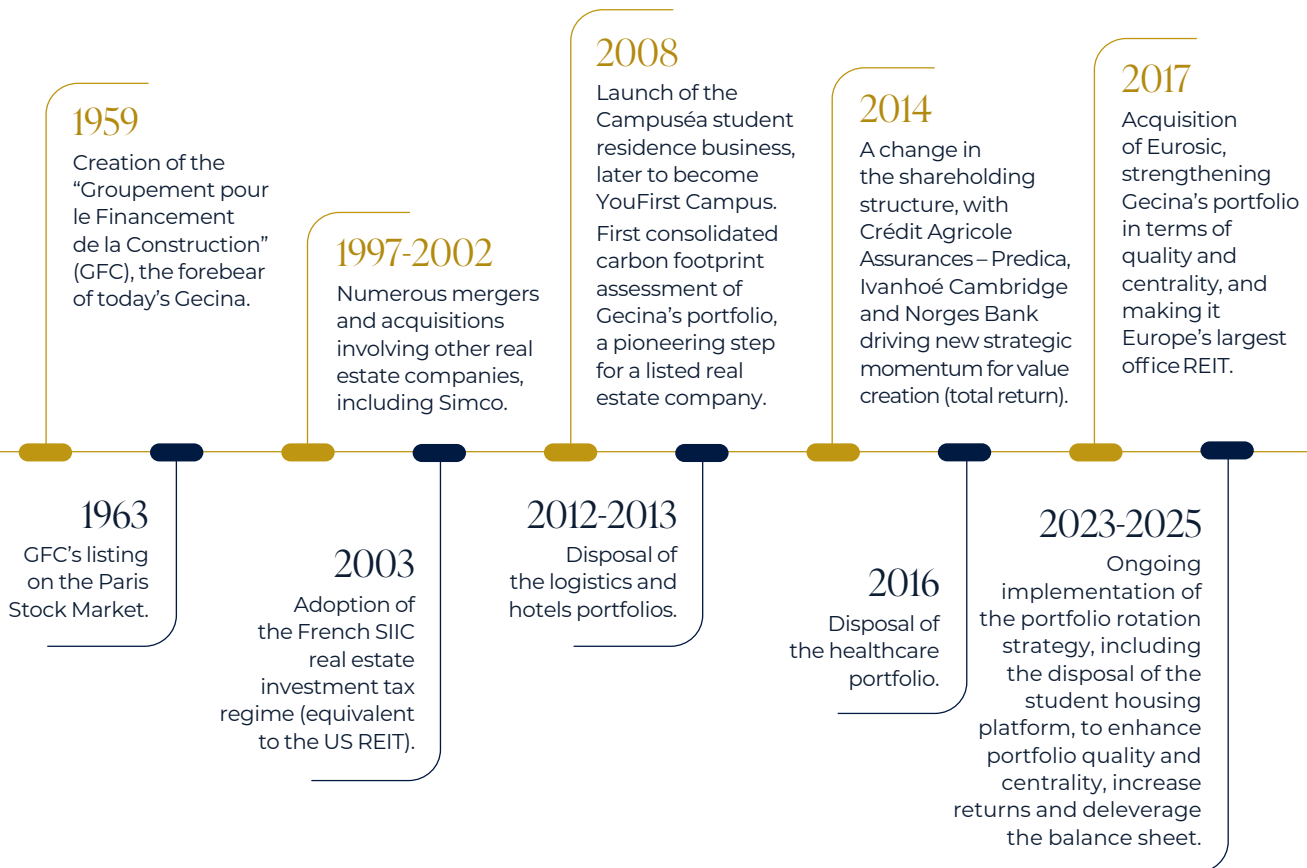 1959
Creation of the
“Groupement pour
le Financement
de la Construction”
(GFC), the forebear
of today’s Gecina.
1963
GFC’s listing
on the Paris
Stock Market.
1997-2002
Numerous mergers
and acquisitions
involving other real
estate companies,
including Simco.
2003
Adoption of
the French SIIC
real estate
investment tax
regime (equivalent
to the US REIT).
2008
Launch of the
Campuséa student
residence business,
later to become
YouFirst Campus.
First consolidated
carbon footprint
assessment of
Gecina’s portfolio,
a pioneering step
for a listed real
estate company.
2012-2013
Disposal of
the logistics and
hotels portfolios.
2014
A change in
the shareholding
structure, with
Crédit Agricole
Assurances – Predica,
Ivanhoé Cambridge
and Norges Bank
driving new strategic
momentum for value
creation (total return).
2016
Disposal of
the healthcare
portfolio.
2017
Acquisition
of Eurosic,
strengthening
Gecina’s portfolio
in terms of
quality and
centrality, and
making it
Europe’s largest
office REIT.
2023-2025
Ongoing
implementation of
the portfolio rotation
strategy, including
the disposal of the
student housing
platform, to enhance
portfolio quality and
centrality, increase
returns and deleverage
the balance sheet.